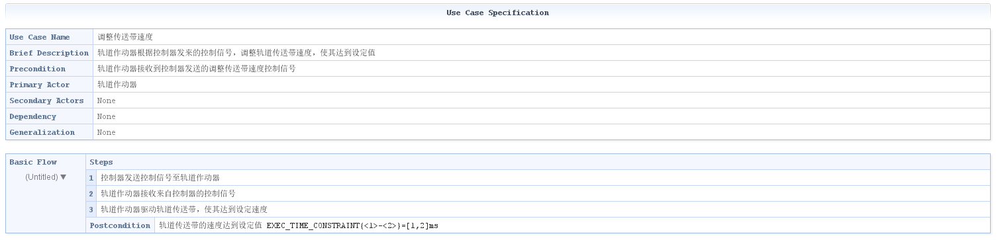 Use Case Specification
Use Case Name 调整传送带速度
Brief Description 轨道作动器根据控制器发来的控制信号，调整轨道传送带速度，使其达到设定值
Precondition 轨道作动器接收到控制器发送的调整传送带速度控制信号
Primary Actor 轨道作动器
Secondary Actors None
Dependency None
Generalization None
Basic Flow Steps
(Untitled) ▼
1 控制器发送控制信号至轨道作动器
2 轨道作动器接收来自控制器的控制信号
3 轨道作动器驱动轨道传送带，使其达到设定速度
Postcondition 轨道传送带的速度达到设定值 EXEC_TIME_CONSTRAINT{<1>-<2>}=[1,2]ms